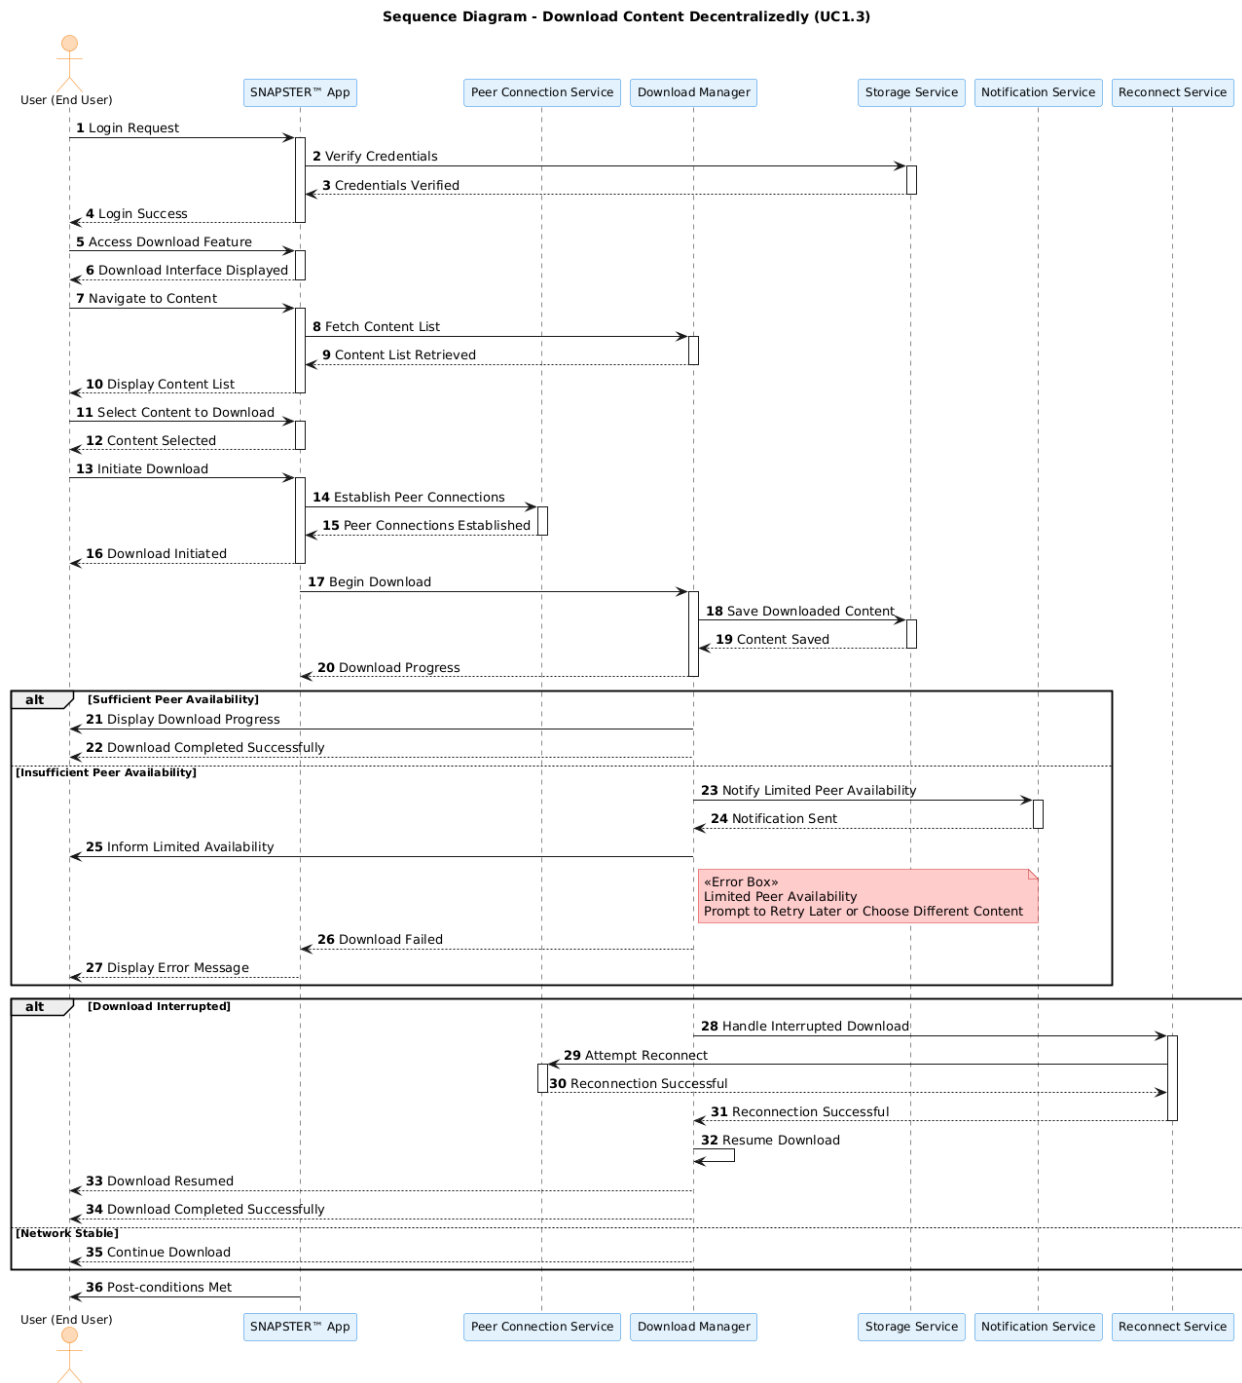 Sequence Diagram - Download Content Decentralizedly (UC1.3)
User (End User)
SNAPSTER™ App
Peer Connection Service
Download Manager
Storage Service
Notification Service
Reconnect Service
1 Login Request
2 Verify Credentials
3 Credentials Verified
4 Login Success
5 Access Download Feature
6 Download Interface Displayed
7 Navigate to Content
8 Fetch Content List
9 Content List Retrieved
10 Display Content List
11 Select Content to Download
12 Content Selected
13 Initiate Download
14 Establish Peer Connections
15 Peer Connections Established
16 Download Initiated
17 Begin Download
18 Save Downloaded Content
19 Content Saved
20 Download Progress
alt [Sufficient Peer Availability]
21 Display Download Progress
22 Download Completed Successfully
[Insufficient Peer Availability]
23 Notify Limited Peer Availability
24 Notification Sent
25 Inform Limited Availability
«Error Box»
Limited Peer Availability
Prompt to Retry Later or Choose Different Content
26 Download Failed
27 Display Error Message
alt [Download Interrupted]
28 Handle Interrupted Download
29 Attempt Reconnect
30 Reconnection Successful
31 Reconnection Successful
32 Resume Download
33 Download Resumed
34 Download Completed Successfully
[Network Stable]
35 Continue Download
36 Post-conditions Met
User (End User)
SNAPSTER™ App
Peer Connection Service
Download Manager
Storage Service
Notification Service
Reconnect Service